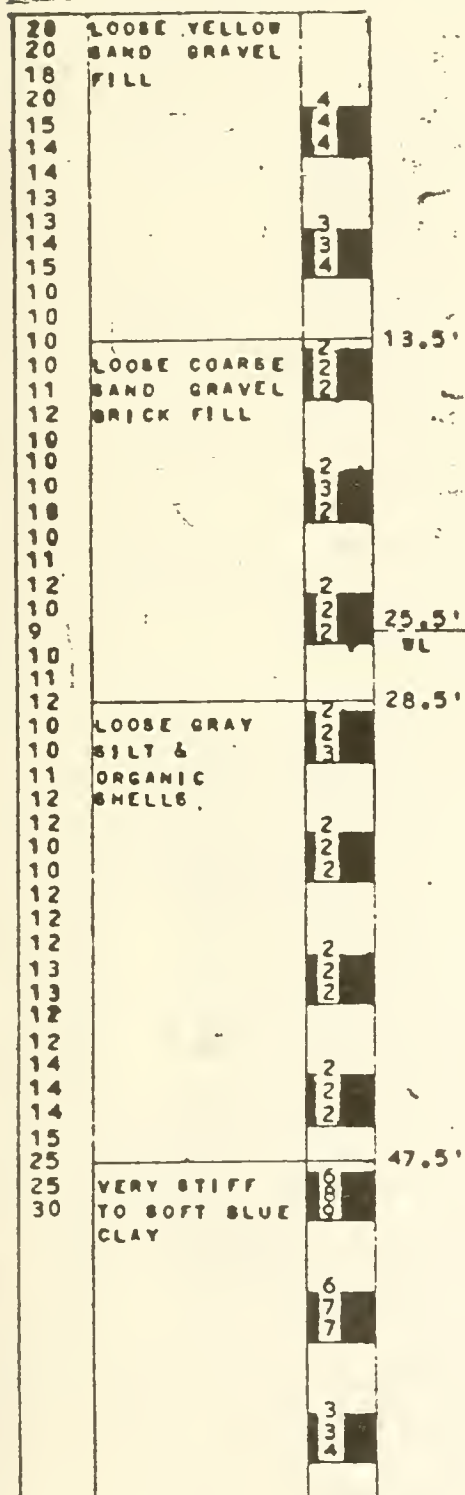 20 LOOSE YELLOW
20 SAND GRAVEL
18 FILL
20 4
15 4
14 4
14
13
13 3
14 3
15 4
10
10
10 13.5'
2
10 LOOSE COARSE 2
11 SAND GRAVEL 2
12 BRICK FILL
10
10 2
10 3
18 2
10
11
12 2
10 2 25.5'
9 2
10 WL
11
12 28.5'
10 LOOSE GRAY 2
10 SILT & 2
11 ORGANIC 3
12 SHELLS.
12 2
10 2
10 2
12
12
12 2
13 2
13 2
12
12
14 2
14 2
14 2
15
25 47.5'
25 VERY STIFF 6
30 TO SOFT BLUE 8
CLAY 9
6
7
7
3
3
4